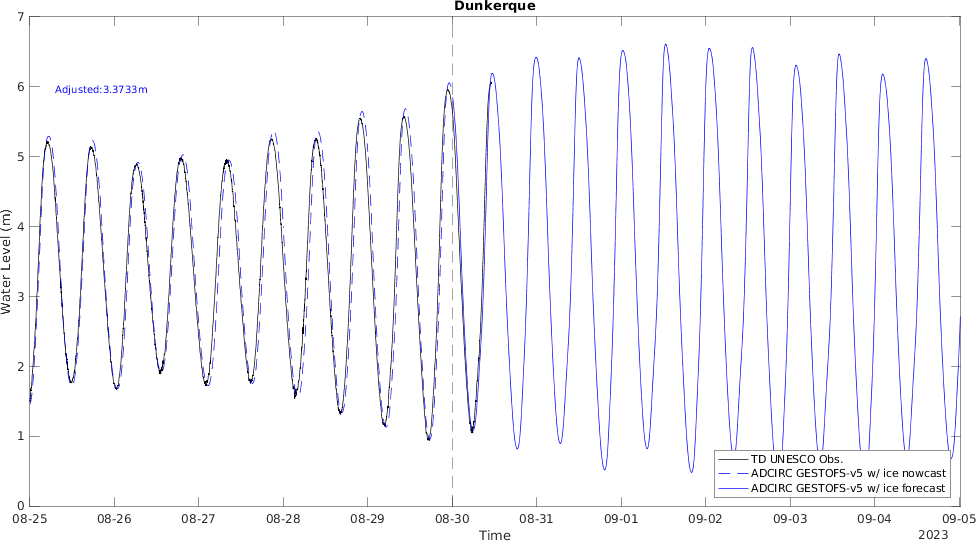 Dunkerque
7
6
5
4
3
2
1
0
Water Level (m)
Adjusted:3.3733m
TD UNESCO Obs.
ADCIRC GESTOFS-v5 w/ ice nowcast
ADCIRC GESTOFS-v5 w/ ice forecast
08-25 08-26 08-27 08-28 08-29 08-30 08-31 09-01 09-02 09-03 09-04 09-05
Time
2023